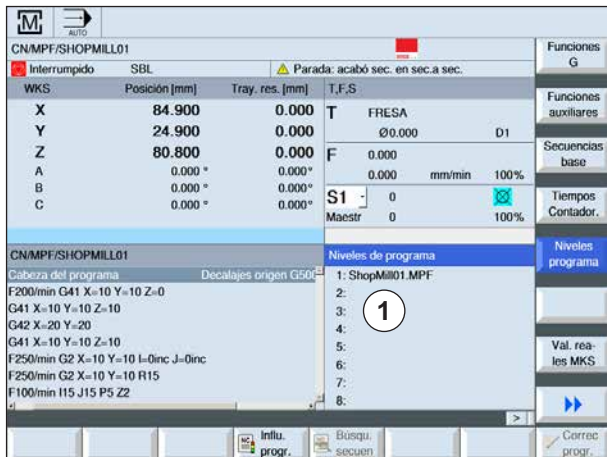 M
AUTO
CN/MPF/SHOPMILL01
Interrumpido SBL Parada: acabó sec. en sec.a sec.
WKS Posición [mm] Tray. res. [mm] T,F,S
X 84.900 0.000 T FRESA
Y 24.900 0.000 Ø0.000 D1
Z 80.800 0.000 F 0.000
A 0.000 ° 0.000° 0.000 mm/min 100%
B 0.000 ° 0.000° S1 0
C 0.000 ° 0.000° Maestr 0 100%
CN/MPF/SHOPMILL01
Cabeza del programa Decalajes origen G500
F200/min G41 X=10 Y=10 Z=0
G41 X=10 Y=10 Z=10
G42 X=20 Y=20
G41 X=10 Y=10 Z=10
F250/min G2 X=10 Y=10 I=0inc J=0inc
F250/min G2 X=10 Y=10 R15
F100/min I15 J15 P5 Z2
Niveles de programa
1: ShopMill01.MPF
2:
3:
4:
5:
6:
7:
8:
1
>
Funciones
G
Funciones
auxiliares
Secuencias
base
Tiempos
Contador.
Niveles
programa
Val. rea-
les MKS
Influ.
progr.
Búsqu.
secuen
Correc
progr.